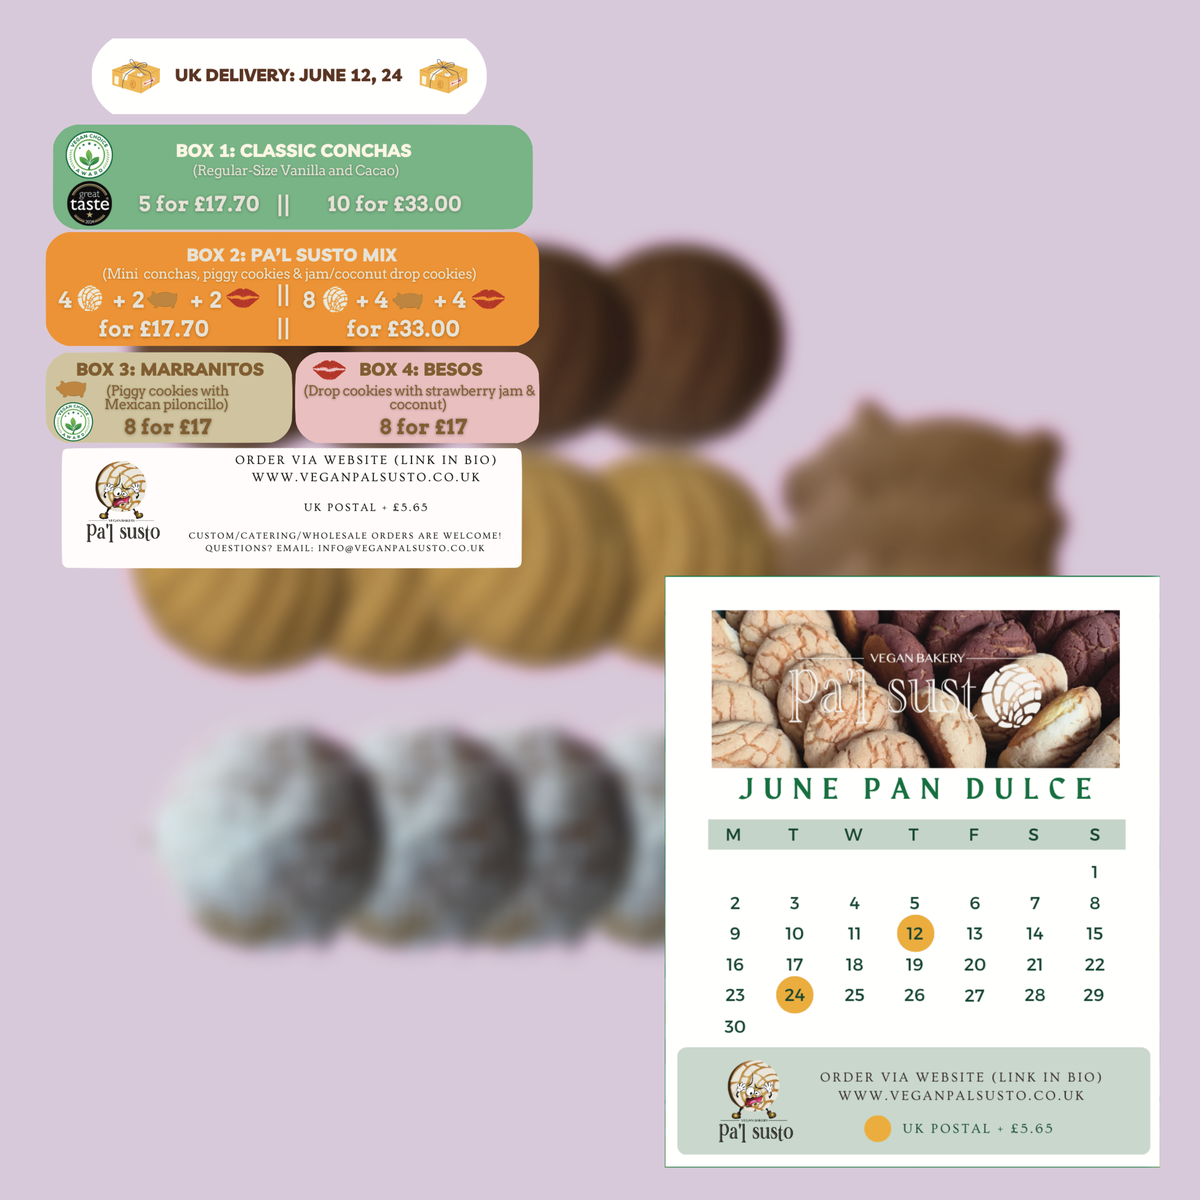 UK DELIVERY: JUNE 12, 24
VEGAN CHOICE
AWARD
great
taste
BOX 1: CLASSIC CONCHAS
(Regular-Size Vanilla and Cacao)
5 for £17.70 || 10 for £33.00
BOX 2: PA'L SUSTO MIX
(Mini conchas, piggy cookies & jam/coconut drop cookies)
4 + 2 + 2 || 8 + 4 + 4
for £17.70 || for £33.00
BOX 3: MARRANITOS
(Piggy cookies with
Mexican piloncillo)
VEGAN CHOICE
AWARD
8 for £17
BOX 4: BESOS
(Drop cookies with strawberry jam &
coconut)
8 for £17
VEGAN BAKERY
Pa'l susto
ORDER VIA WEBSITE (LINK IN BIO)
WWW.VEGANPALSUSTO.CO.UK
UK POSTAL + £5.65
CUSTOM/CATERING/WHOLESALE ORDERS ARE WELCOME!
QUESTIONS? EMAIL: INFO@VEGANPALSUSTO.CO.UK
VEGAN BAKERY
Pa'l susto
JUNE PAN DULCE
M T W T F S S
1
2 3 4 5 6 7 8
9 10 11 12 13 14 15
16 17 18 19 20 21 22
23 24 25 26 27 28 29
30
VEGAN BAKERY
Pa'l susto
ORDER VIA WEBSITE (LINK IN BIO)
WWW.VEGANPALSUSTO.CO.UK
UK POSTAL + £5.65